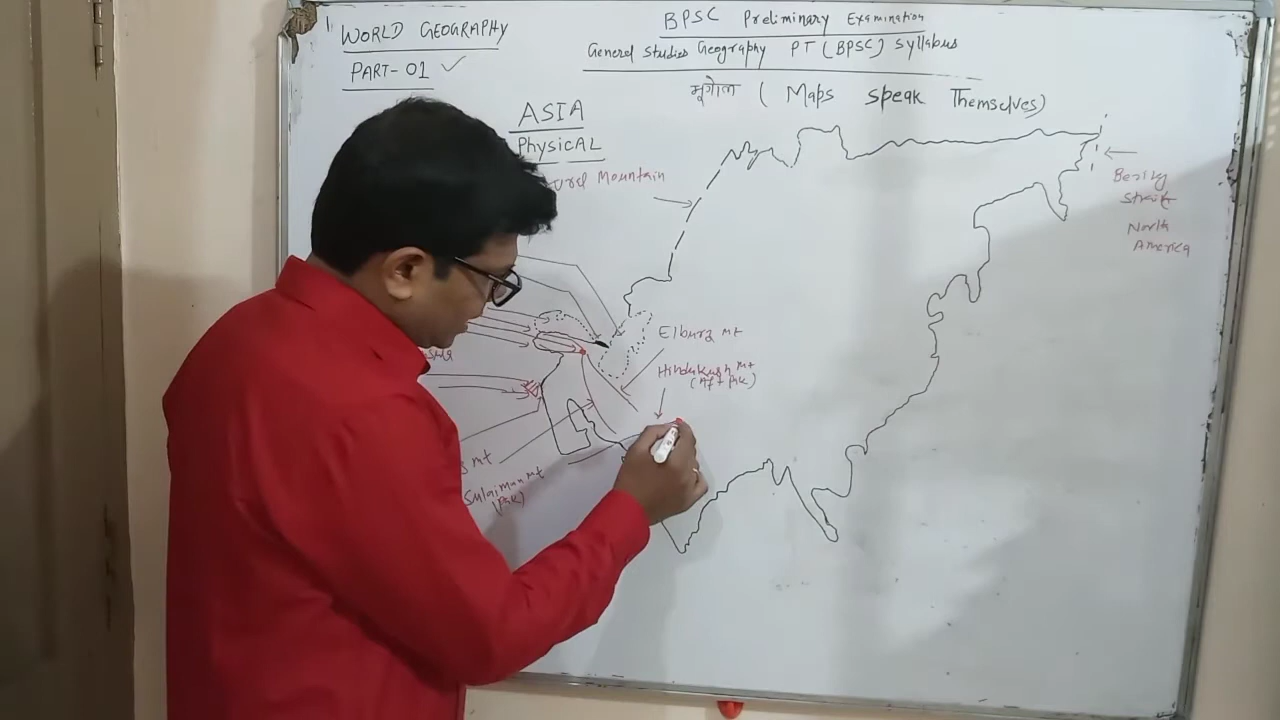 WORLD GEOGRAPHY
PART-01
BPSC Preliminary Examination
General Studies Geography PT (BPSC) Syllabus
भूगोल ( Maps speak Themselves)
ASIA
PhysicAL
Mountain
Bering
Strait
North
America
Elburz mt
Hindukush mt
(Af + Pak)
s mt
Sulaiman mt
(Pak)